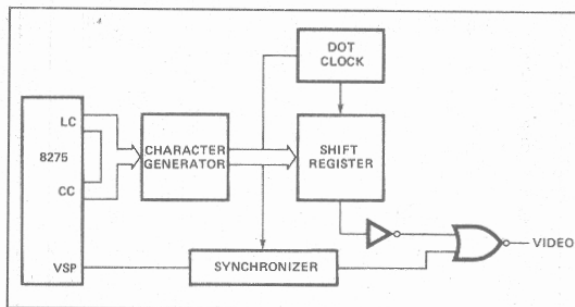 DOT
CLOCK
LC
8275
CC
VSP
CHARACTER
GENERATOR
SHIFT
REGISTER
SYNCHRONIZER
VIDEO